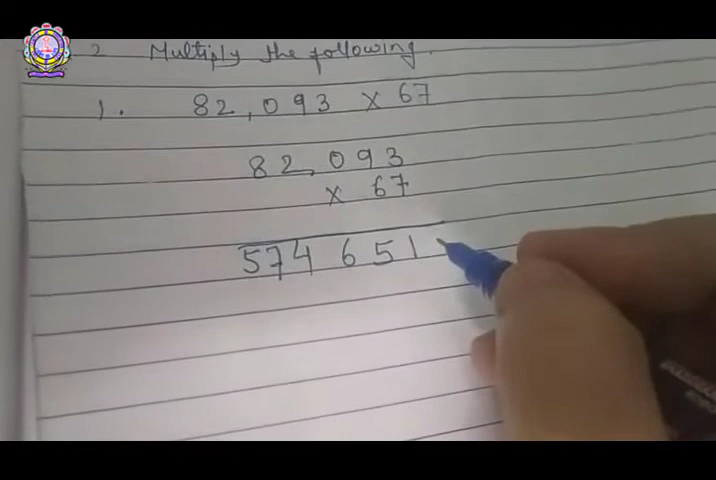 2 Multiply the following.
1. 82,093 × 67
82,093
× 67
574 651